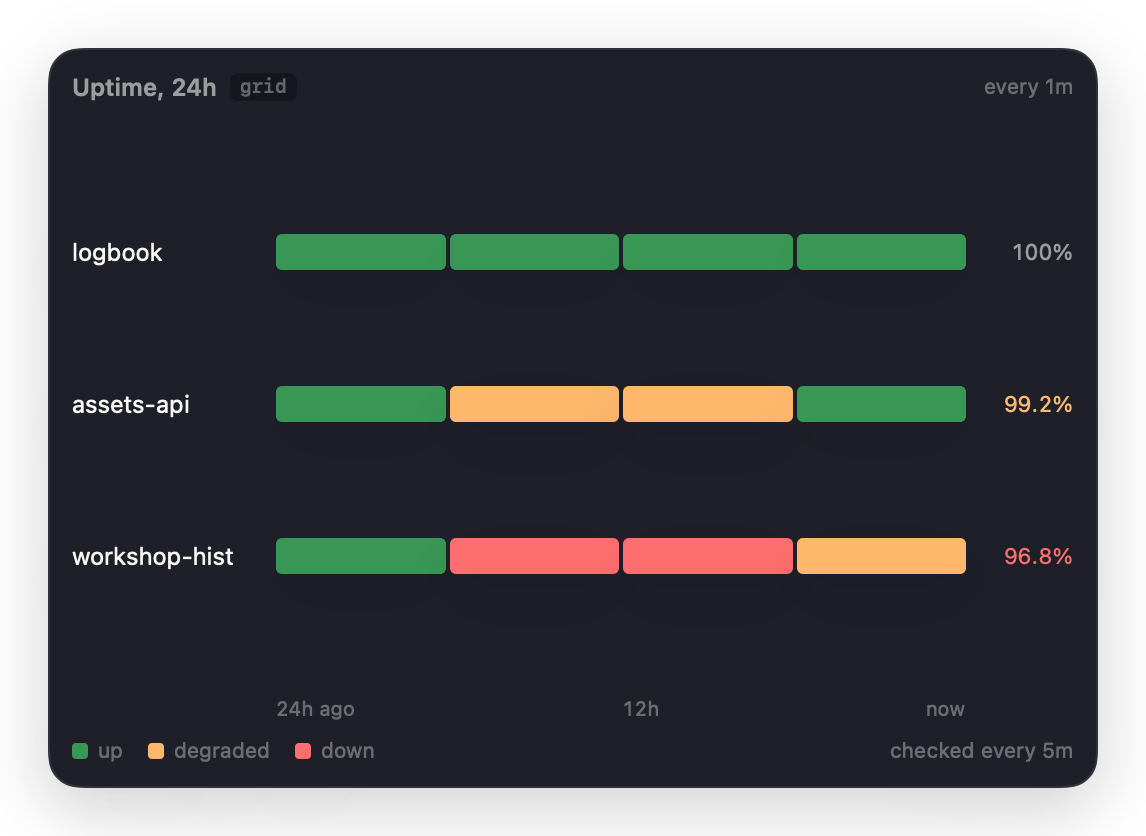 Uptime, 24h grid every 1m
logbook 100%
assets-api 99.2%
workshop-hist 96.8%
24h ago 12h now
up degraded down checked every 5m